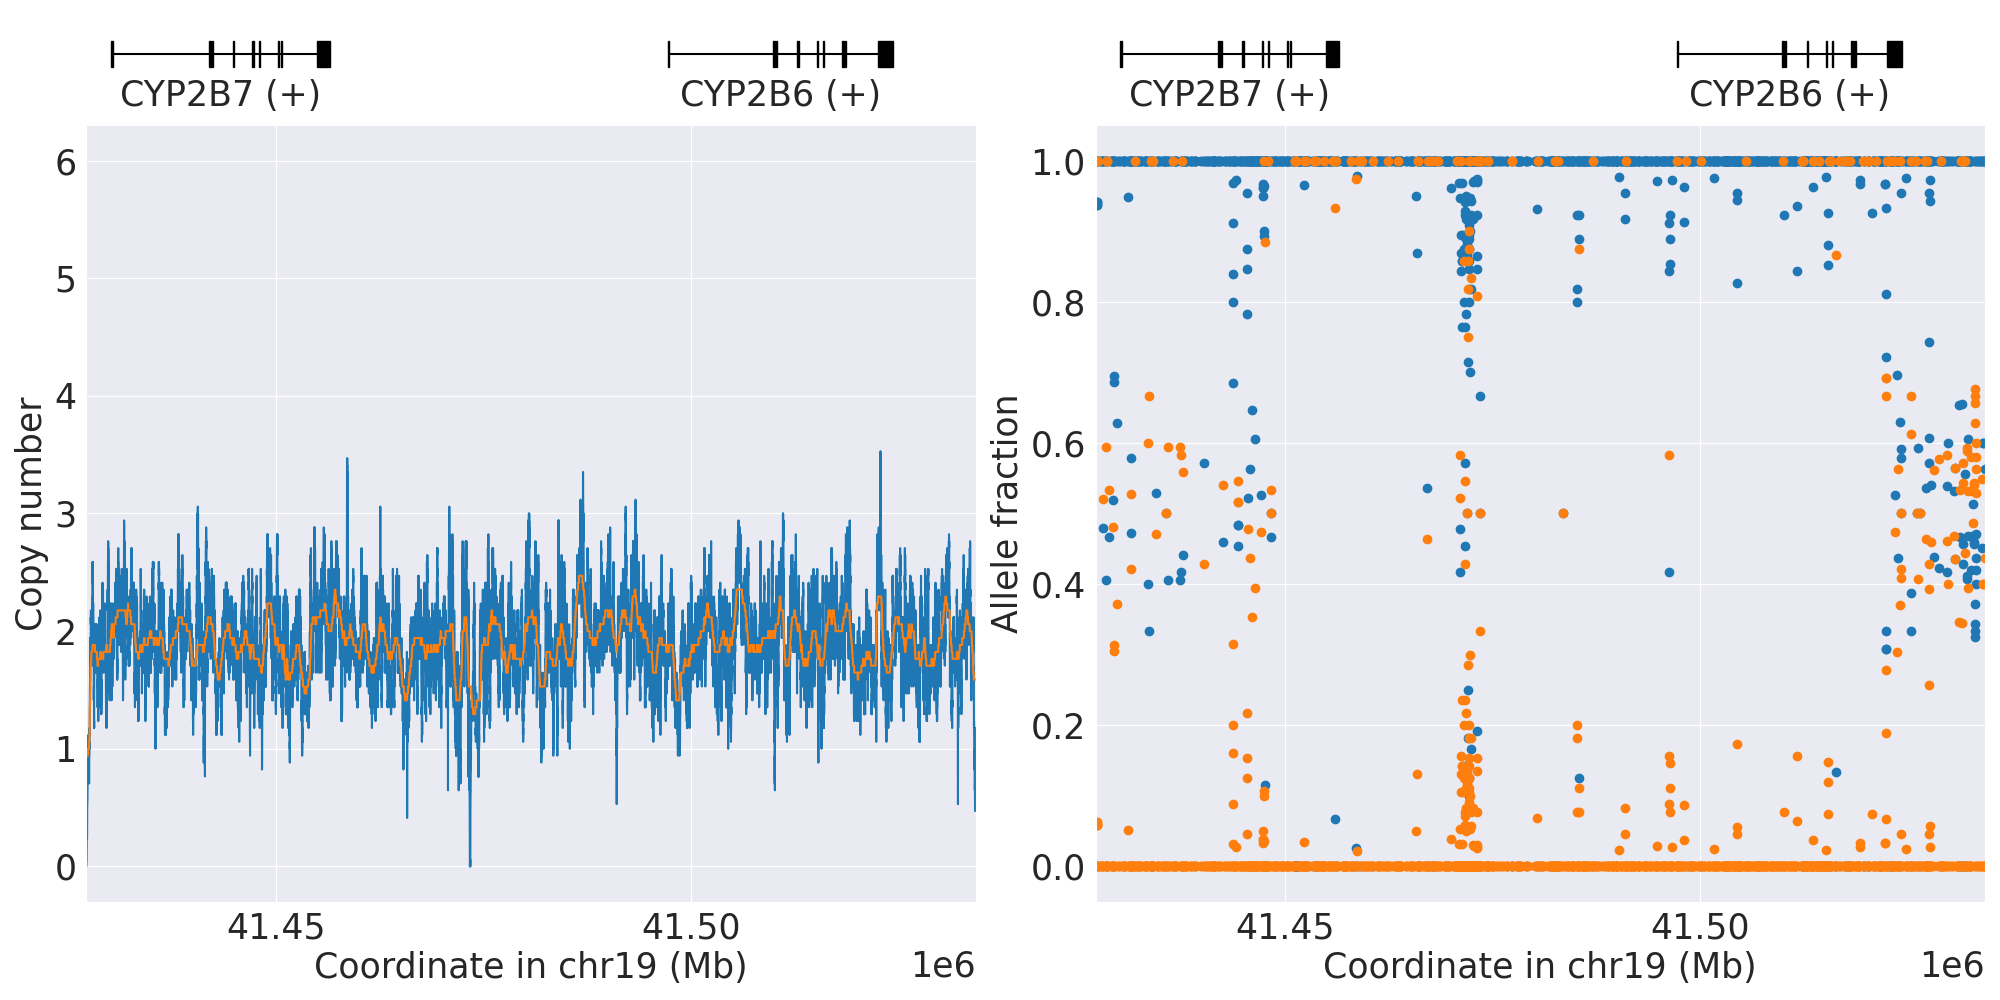 CYP2B7 (+)
CYP2B6 (+)
6
5
4
3
2
1
0
Copy number
41.45
41.50
Coordinate in chr19 (Mb)
1e6
CYP2B7 (+)
CYP2B6 (+)
1.0
0.8
0.6
0.4
0.2
0.0
Allele fraction
41.45
41.50
Coordinate in chr19 (Mb)
1e6